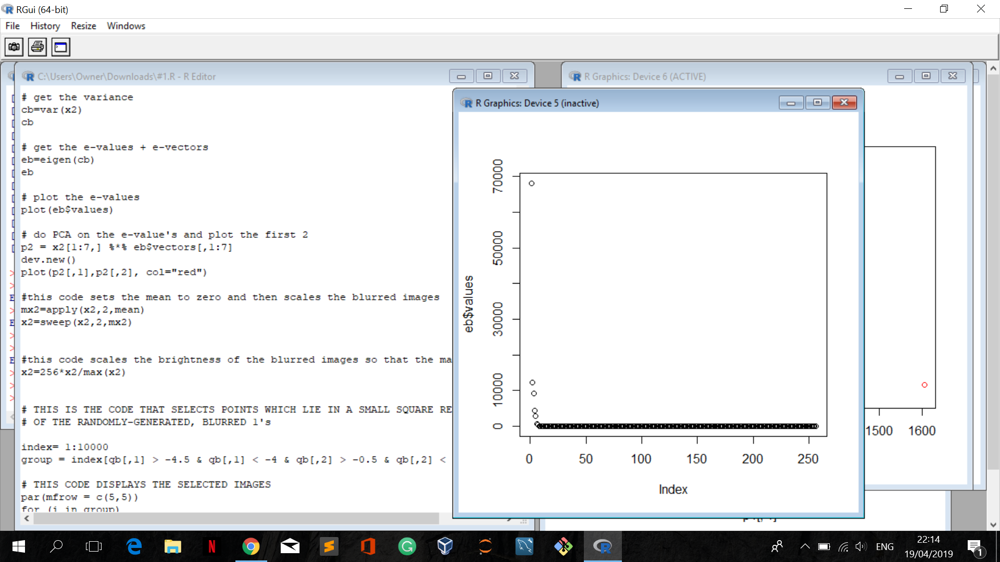 RGui (64-bit)
File History Resize Windows
C:\Users\Owner\Downloads\#1.R - R Editor
# get the variance
cb=var(x2)
cb
# get the e-values + e-vectors
eb=eigen(cb)
eb
# plot the e-values
plot(eb$values)
# do PCA on the e-value's and plot the first 2
p2 = x2[1:7,] %*% eb$vectors[,1:7]
dev.new()
plot(p2[,1],p2[,2], col="red")
#this code sets the mean to zero and then scales the blurred images
mx2=apply(x2,2,mean)
x2=sweep(x2,2,mx2)
#this code scales the brightness of the blurred images so that the ma
x2=256*x2/max(x2)
# THIS IS THE CODE THAT SELECTS POINTS WHICH LIE IN A SMALL SQUARE RE
# OF THE RANDOMLY-GENERATED, BLURRED 1's
index= 1:10000
group = index[qb[,1] > -4.5 & qb[,1] < -4 & qb[,2] > -0.5 & qb[,2] <
# THIS CODE DISPLAYS THE SELECTED IMAGES
par(mfrow = c(5,5))
for (i in group)
R Graphics: Device 6 (ACTIVE)
1500 1600
R Graphics: Device 5 (inactive)
eb$values
70000
50000
30000
10000
0
0 50 100 150 200 250
Index
ENG
22:14
19/04/2019
1